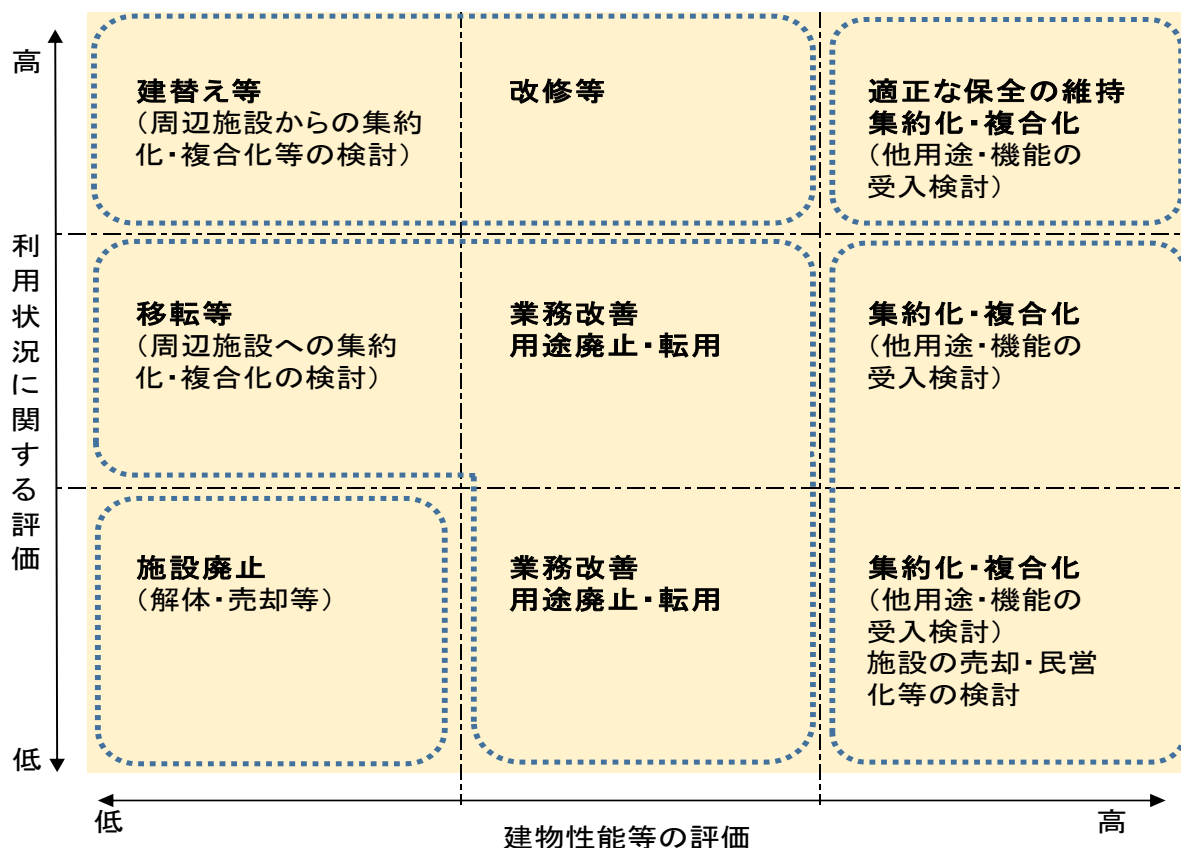 高
利用状況に関する評価
低
建替え等
（周辺施設からの集約
化・複合化等の検討）
改修等
適正な保全の維持
集約化・複合化
（他用途・機能の
受入検討）
移転等
（周辺施設への集約
化・複合化の検討）
業務改善
用途廃止・転用
集約化・複合化
（他用途・機能の
受入検討）
施設廃止
（解体・売却等）
業務改善
用途廃止・転用
集約化・複合化
（他用途・機能の
受入検討）
施設の売却・民営
化等の検討
低
建物性能等の評価
高